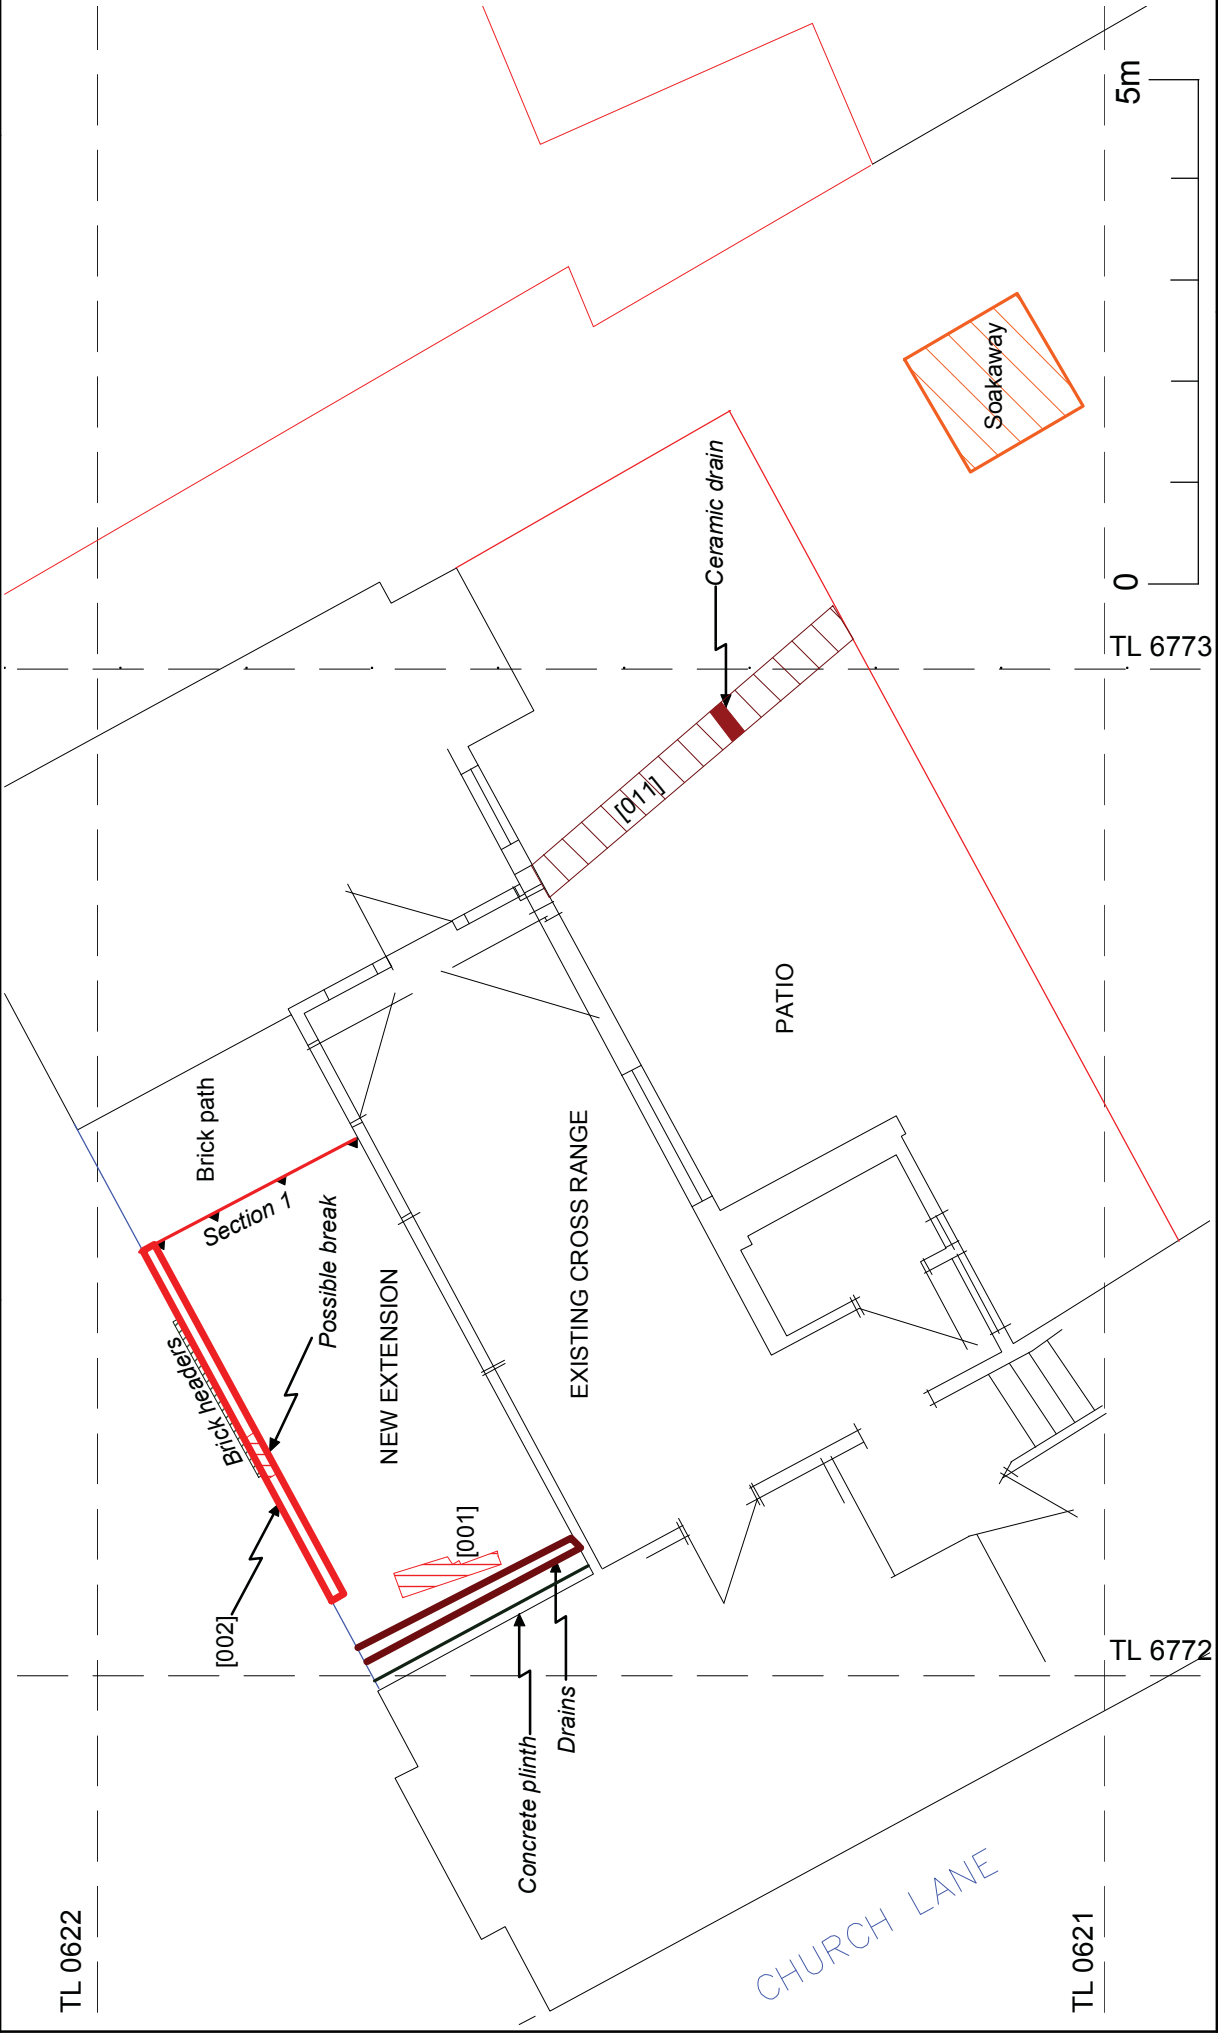 TL 0622
TL 0621
TL 6772
TL 6773
CHURCH LANE
[002]
Brick headers
Possible break
Section 1
Brick path
NEW EXTENSION
[001]
EXISTING CROSS RANGE
Concrete plinth
Drains
PATIO
[011]
Ceramic drain
Soakaway
0
5m